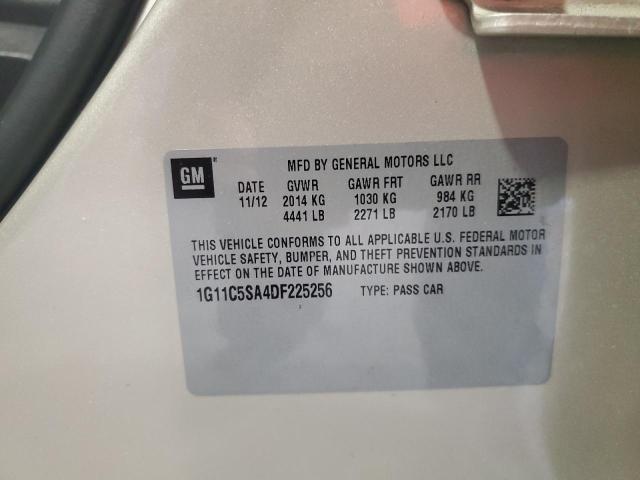 GM ®
MFD BY GENERAL MOTORS LLC
DATE GVWR GAWR FRT GAWR RR
11/12 2014 KG 1030 KG 984 KG
4441 LB 2271 LB 2170 LB
THIS VEHICLE CONFORMS TO ALL APPLICABLE U.S. FEDERAL MOTOR
VEHICLE SAFETY, BUMPER, AND THEFT PREVENTION STANDARDS IN
EFFECT ON THE DATE OF MANUFACTURE SHOWN ABOVE.
1G11C5SA4DF225256 TYPE: PASS CAR